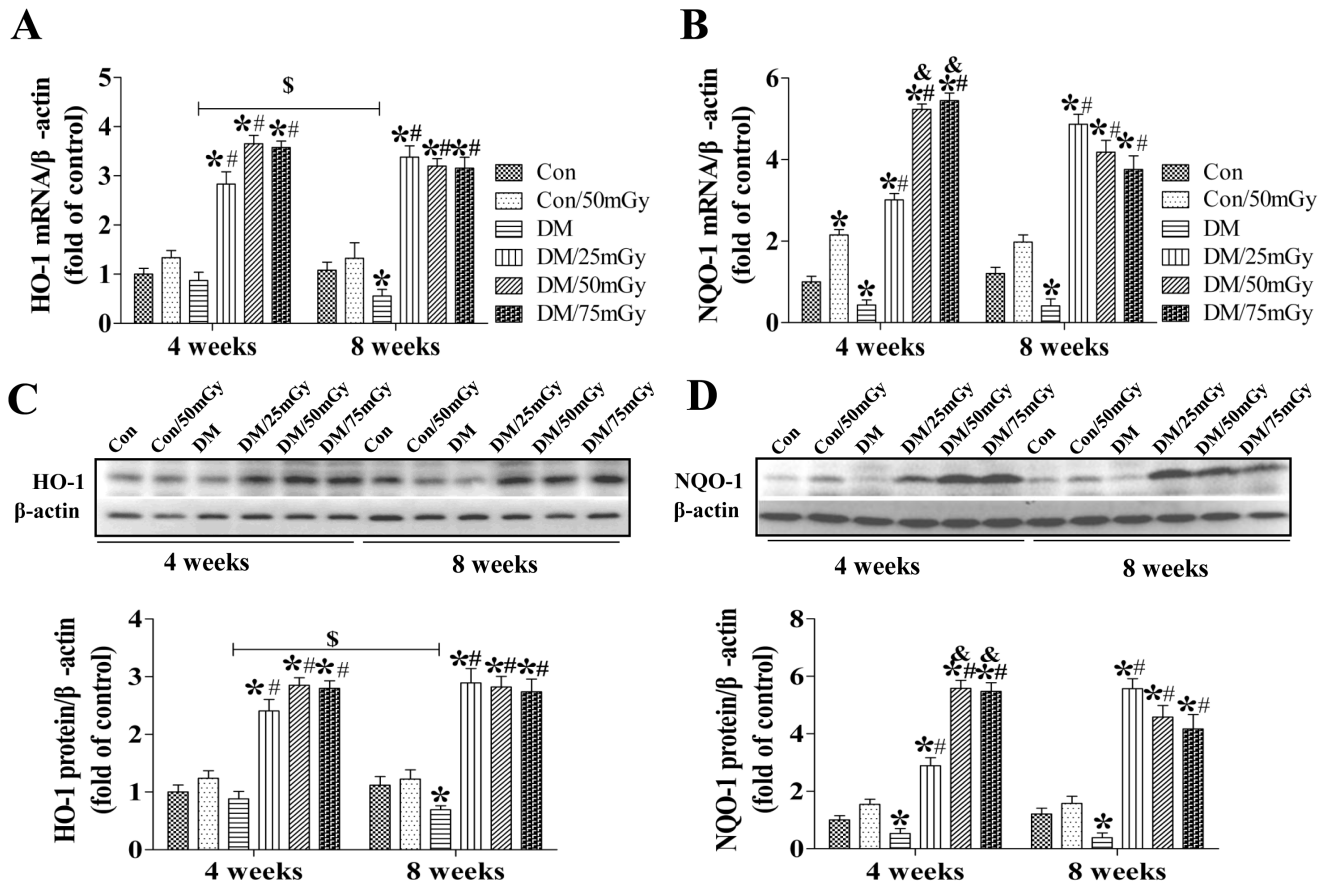 A
HO-1 mRNA/β -actin
(fold of control)
5
4
3
2
1
0
$
*# *# *#
* *# *# *#
4 weeks 8 weeks
Con
Con/50mGy
DM
DM/25mGy
DM/50mGy
DM/75mGy
B
NQO-1 mRNA/β -actin
(fold of control)
6
4
2
0
& &
* * *# *# *#
* *# *# *#
4 weeks 8 weeks
Con
Con/50mGy
DM
DM/25mGy
DM/50mGy
DM/75mGy
C
Con Con/50mGy DM DM/25mGy DM/50mGy DM/75mGy Con Con/50mGy DM DM/25mGy DM/50mGy DM/75mGy
HO-1
β-actin
4 weeks 8 weeks
HO-1 protein/β -actin
(fold of control)
4
3
2
1
0
$
*# *# *#
* *# *# *#
4 weeks 8 weeks
D
Con Con/50mGy DM DM/25mGy DM/50mGy DM/75mGy Con Con/50mGy DM DM/25mGy DM/50mGy DM/75mGy
NQO-1
β-actin
4 weeks 8 weeks
NQO-1 protein/β -actin
(fold of control)
8
6
4
2
0
& &
* *# *# *#
* *# *# *#
4 weeks 8 weeks